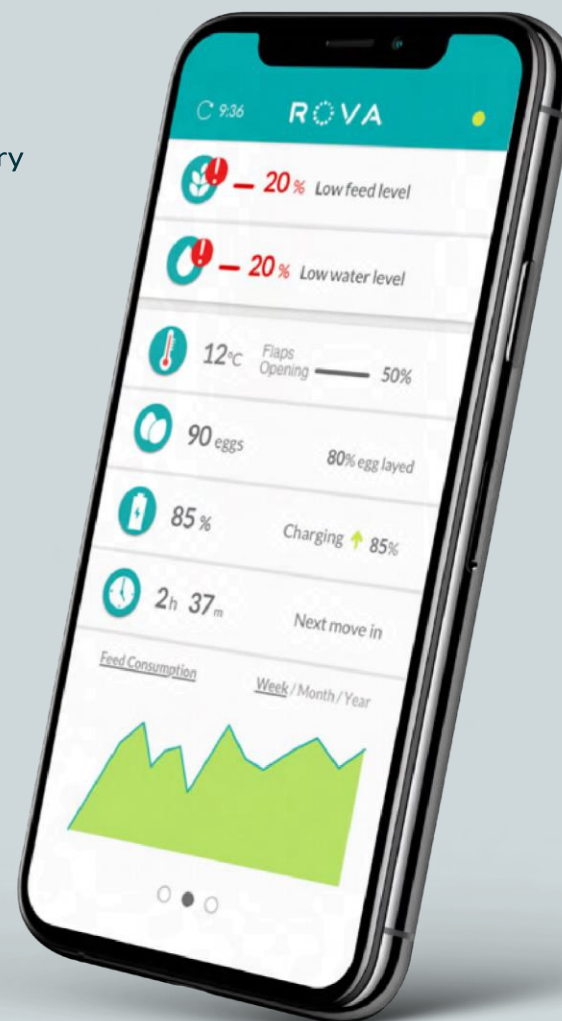 ry
9:36 ROVA
! – 20 % Low feed level
! – 20 % Low water level
12°C Flaps Opening 50%
90 eggs 80% egg layed
85 % Charging ↑ 85%
2h 37m Next move in
Feed Consumption Week / Month / Year